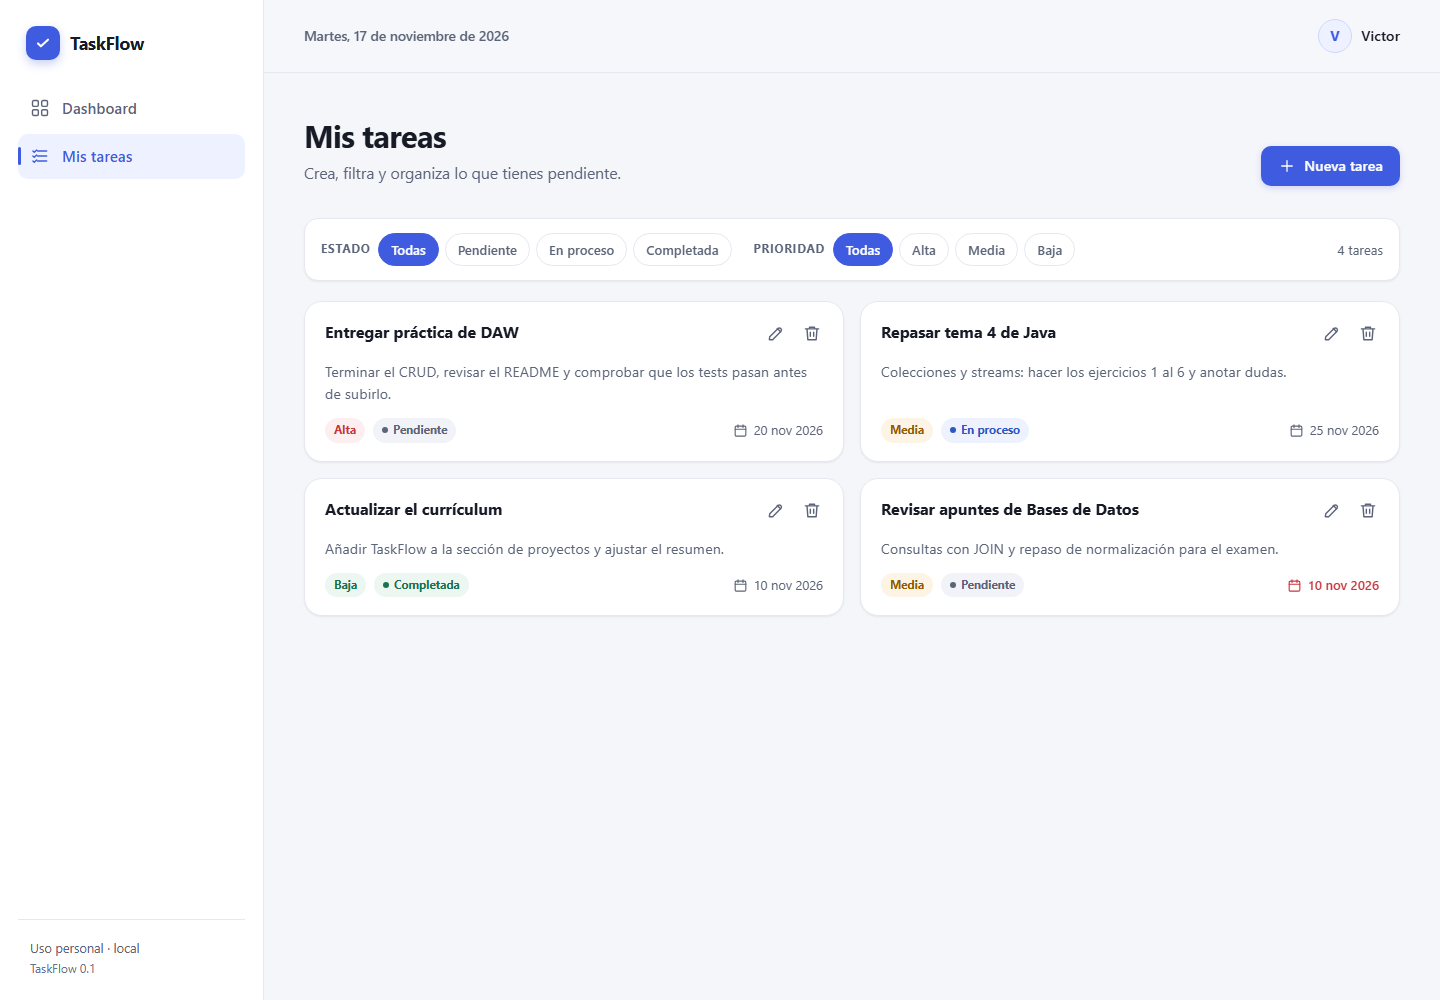 TaskFlow
Dashboard
Mis tareas
Uso personal · local
TaskFlow 0.1
Martes, 17 de noviembre de 2026
V Victor
Mis tareas
Crea, filtra y organiza lo que tienes pendiente.
Nueva tarea
ESTADO Todas Pendiente En proceso Completada PRIORIDAD Todas Alta Media Baja 4 tareas
Entregar práctica de DAW
Terminar el CRUD, revisar el README y comprobar que los tests pasan antes
de subirlo.
Alta Pendiente 20 nov 2026
Repasar tema 4 de Java
Colecciones y streams: hacer los ejercicios 1 al 6 y anotar dudas.
Media En proceso 25 nov 2026
Actualizar el currículum
Añadir TaskFlow a la sección de proyectos y ajustar el resumen.
Baja Completada 10 nov 2026
Revisar apuntes de Bases de Datos
Consultas con JOIN y repaso de normalización para el examen.
Media Pendiente 10 nov 2026